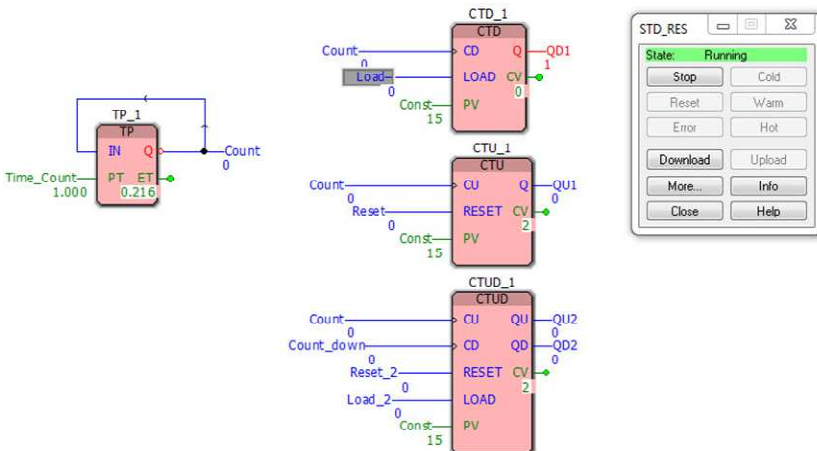 TP_1
TP
IN Q
Count
0
Time_Count
1.000
PT ET
0.216
CTD_1
CTD
Count
0
CD Q
QD1
1
Load
0
LOAD CV
0
Const
15
PV
CTU_1
CTU
Count
0
CU Q
QU1
0
Reset
0
RESET CV
2
Const
15
PV
CTUD_1
CTUD
Count
0
CU QU
QU2
0
Count_down
0
CD QD
QD2
0
Reset_2
0
RESET CV
2
Load_2
0
LOAD
Const
15
PV
STD_RES
State: Running
Stop Cold
Reset Warm
Error Hot
Download Upload
More... Info
Close Help